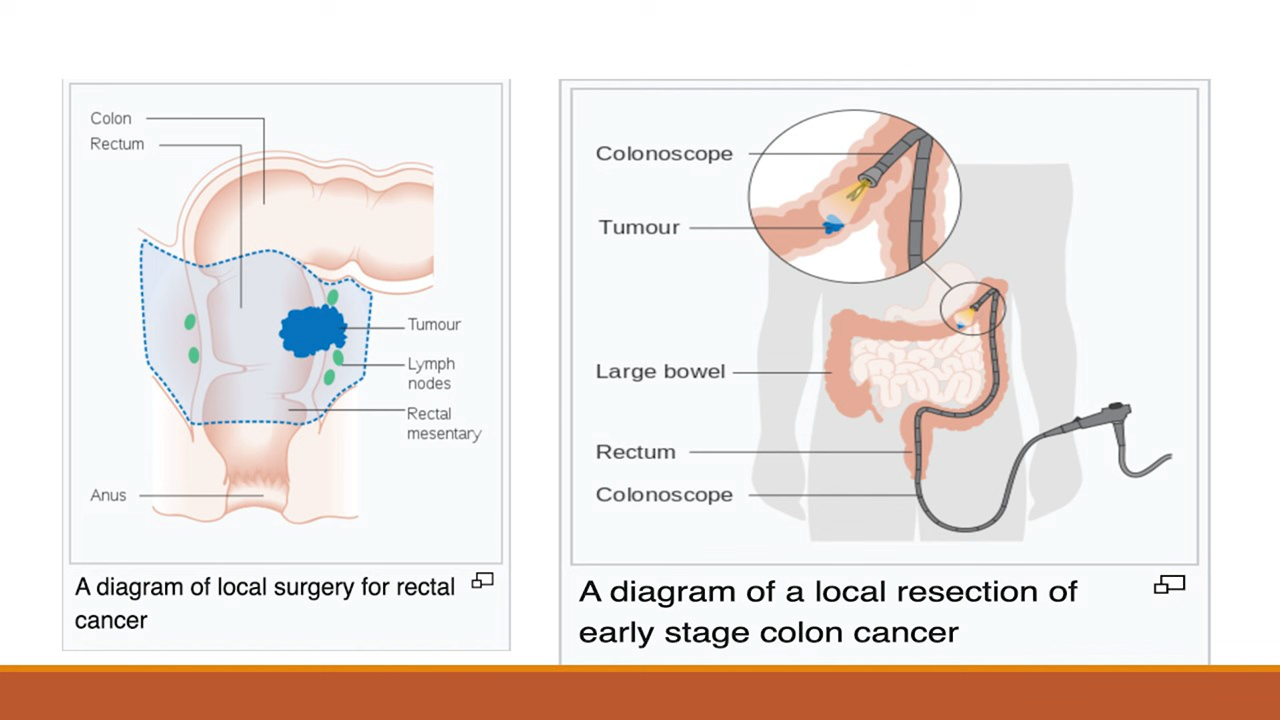 Colon
Rectum
Tumour
Lymph
nodes
Rectal
mesentary
Anus
A diagram of local surgery for rectal
cancer
Colonoscope
Tumour
Large bowel
Rectum
Colonoscope
A diagram of a local resection of
early stage colon cancer